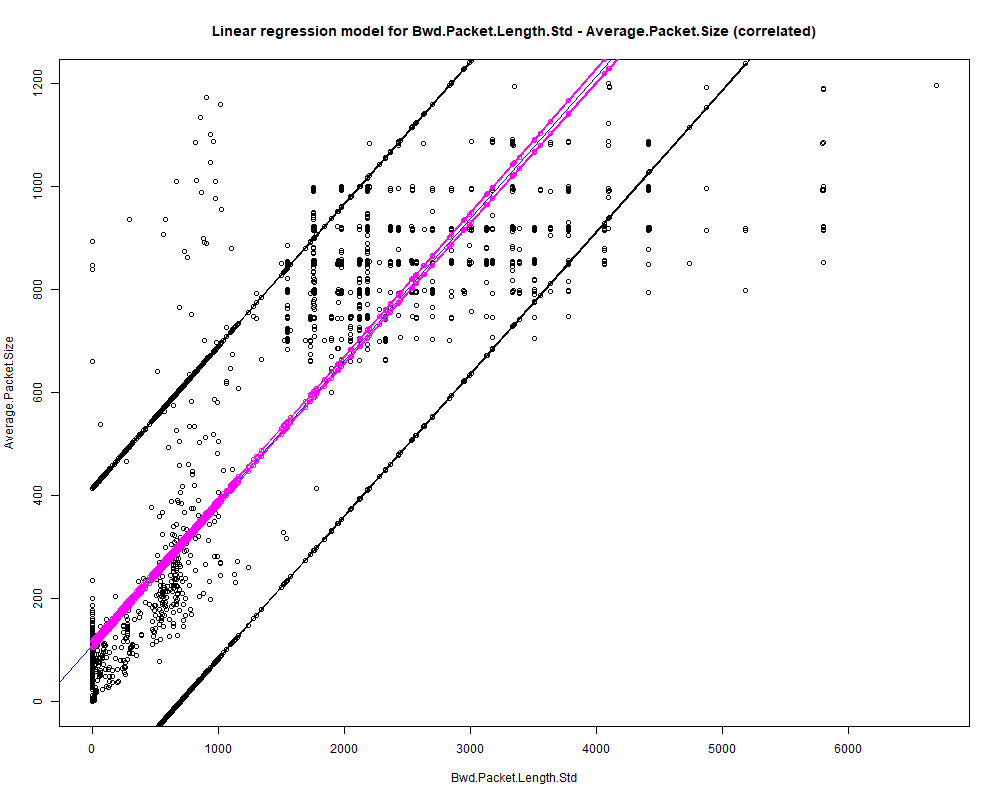 Linear regression model for Bwd.Packet.Length.Std - Average.Packet.Size (correlated)
1200
1000
800
600
400
200
0
Average.Packet.Size
0 1000 2000 3000 4000 5000 6000
Bwd.Packet.Length.Std